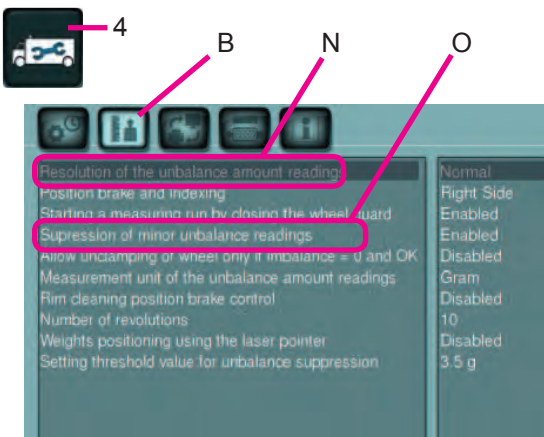 4
B N O
Resolution of the unbalance amount readings Normal
Position brake and indexing Right Side
Starting a measuring run by closing the wheel guard Enabled
Supression of minor unbalance readings Enabled
Allow unclamping of wheel only if imbalance = 0 and OK Disabled
Measurement unit of the unbalance amount readings Gram
Rim cleaning position brake control Disabled
Number of revolutions 10
Weights positioning using the laser pointer Disabled
Setting threshold value for unbalance suppression 3.5 g